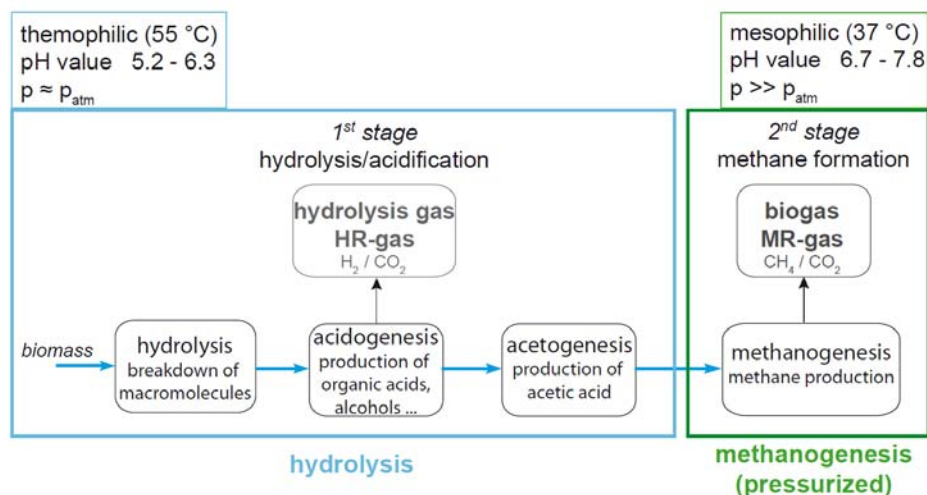 themophilic (55 °C)
pH value 5.2 - 6.3
p ≈ pₐₜₘ
mesophilic (37 °C)
pH value 6.7 - 7.8
p >> pₐₜₘ
1st stage
hydrolysis/acidification
2nd stage
methane formation
hydrolysis gas
HR-gas
H₂ / CO₂
biogas
MR-gas
CH₄ / CO₂
biomass
hydrolysis
breakdown of
macromolecules
acidogenesis
production of
organic acids,
alcohols ...
acetogenesis
production of
acetic acid
methanogenesis
methane production
hydrolysis
methanogenesis
(pressurized)